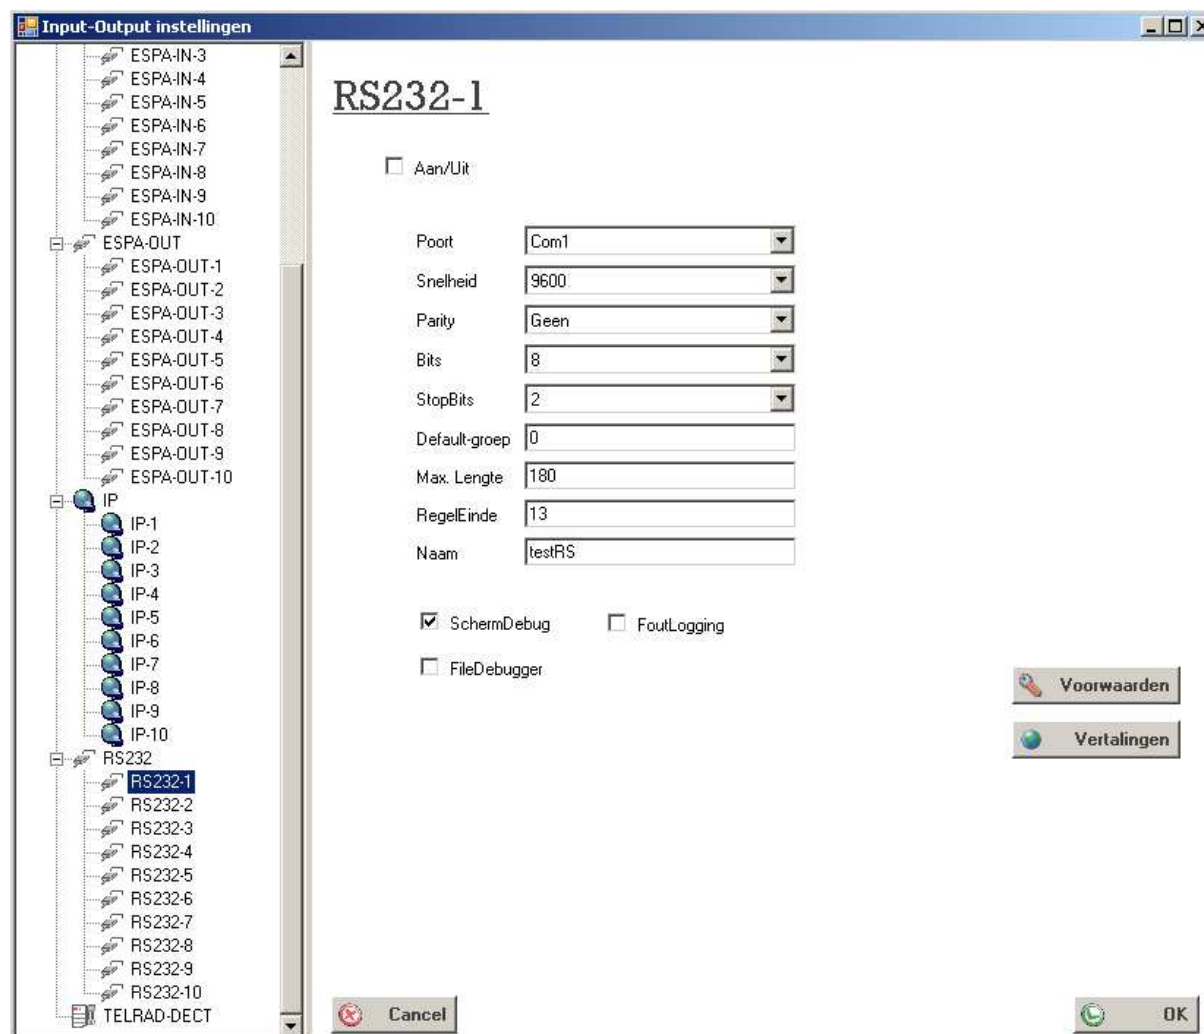 Input-Output instellingen
ESPA-IN-3
ESPA-IN-4
ESPA-IN-5
ESPA-IN-6
ESPA-IN-7
ESPA-IN-8
ESPA-IN-9
ESPA-IN-10
ESPA-OUT
ESPA-OUT-1
ESPA-OUT-2
ESPA-OUT-3
ESPA-OUT-4
ESPA-OUT-5
ESPA-OUT-6
ESPA-OUT-7
ESPA-OUT-8
ESPA-OUT-9
ESPA-OUT-10
IP
IP-1
IP-2
IP-3
IP-4
IP-5
IP-6
IP-7
IP-8
IP-9
IP-10
RS232
RS232-1
RS232-2
RS232-3
RS232-4
RS232-5
RS232-6
RS232-7
RS232-8
RS232-9
RS232-10
TELRAD-DECT
RS232-1
Aan/Uit
Poort Com1
Snelheid 9600
Parity Geen
Bits 8
StopBits 2
Default-groep 0
Max. Lengte 180
RegelEinde 13
Naam testRS
SchermDebug FoutLogging
FileDebugger
Voorwaarden
Vertalingen
Cancel OK